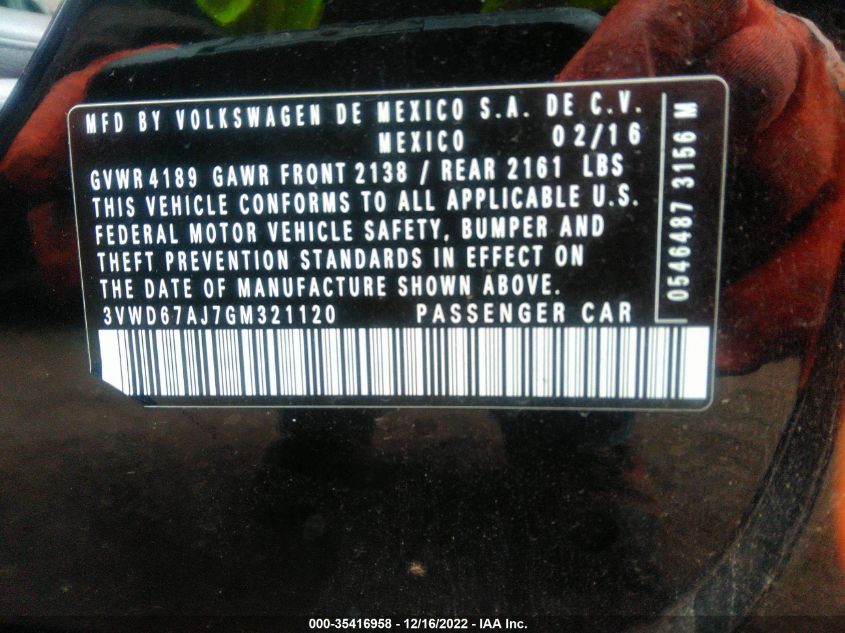 MFD BY VOLKSWAGEN DE MEXICO S.A. DE C.V.
MEXICO 02/16
GVWR 4189 GAWR FRONT 2138 / REAR 2161 LBS
THIS VEHICLE CONFORMS TO ALL APPLICABLE U.S.
FEDERAL MOTOR VEHICLE SAFETY, BUMPER AND
THEFT PREVENTION STANDARDS IN EFFECT ON
THE DATE OF MANUFACTURE SHOWN ABOVE.
3VWD67AJ7GM321120 PASSENGER CAR
0546487 3156 M
000-35416958 - 12/16/2022 - IAA Inc.